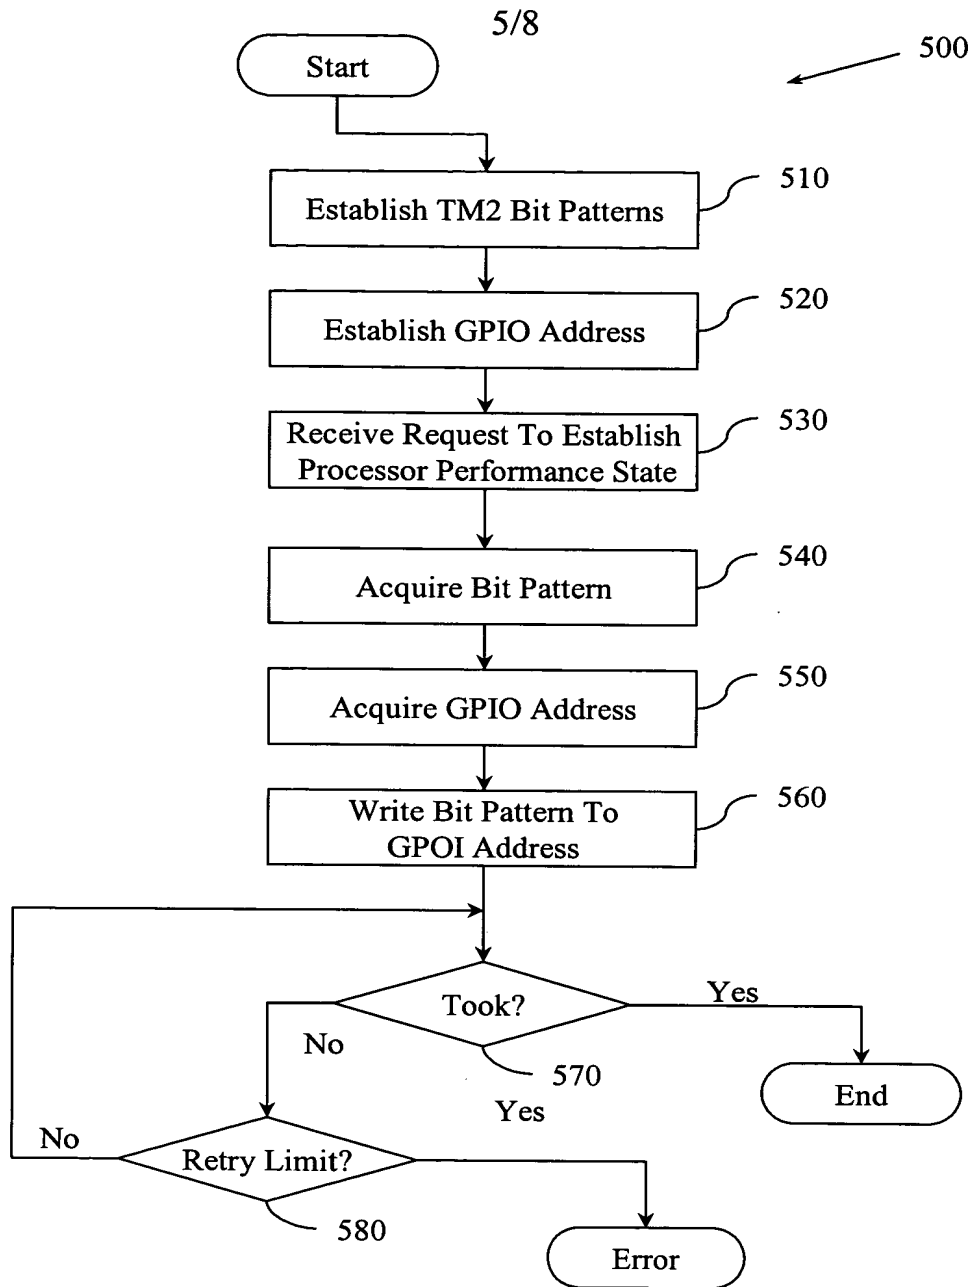 5/8
Start
500
Establish TM2 Bit Patterns
510
Establish GPIO Address
520
Receive Request To Establish
Processor Performance State
530
Acquire Bit Pattern
540
Acquire GPIO Address
550
Write Bit Pattern To
GPOI Address
560
Took?
Yes
No
570
End
Yes
No
Retry Limit?
580
Error